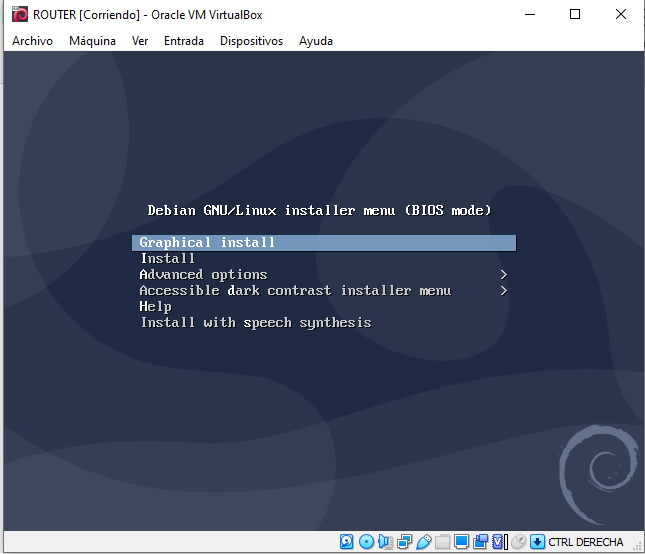 ROUTER [Corriendo] - Oracle VM VirtualBox
Archivo Máquina Ver Entrada Dispositivos Ayuda
Debian GNU/Linux installer menu (BIOS mode)
Graphical install
Install
Advanced options >
Accessible dark contrast installer menu >
Help
Install with speech synthesis
CTRL DERECHA